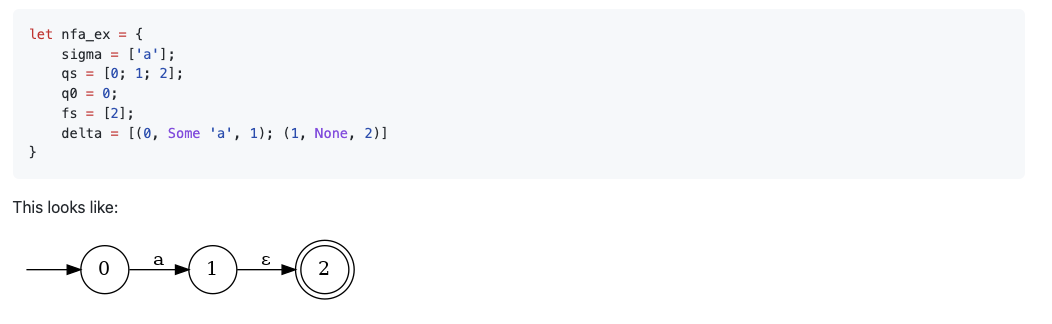 let nfa_ex = {
    sigma = ['a'];
    qs = [0; 1; 2];
    q0 = 0;
    fs = [2];
    delta = [(0, Some 'a', 1); (1, None, 2)]
}
This looks like:
0 a 1 ε 2